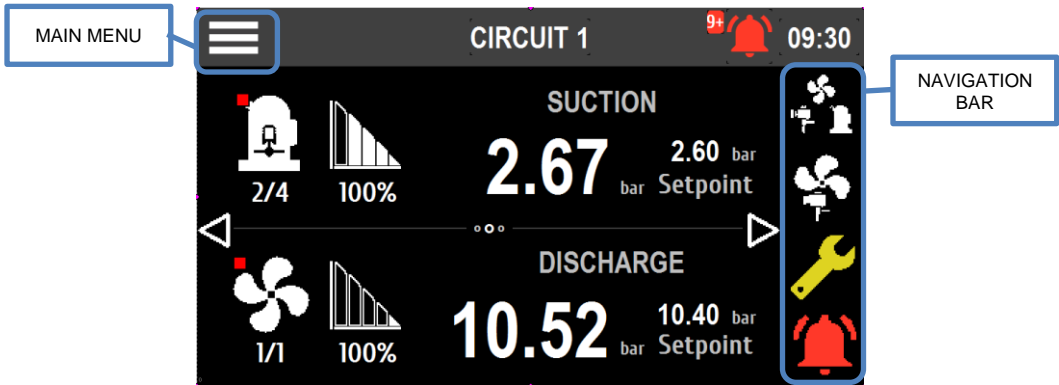 MAIN MENU
CIRCUIT 1
9+
09:30
NAVIGATION
BAR
SUCTION
2.67 bar
2.60 bar
Setpoint
2/4
100%
DISCHARGE
10.52 bar
10.40 bar
Setpoint
1/1
100%